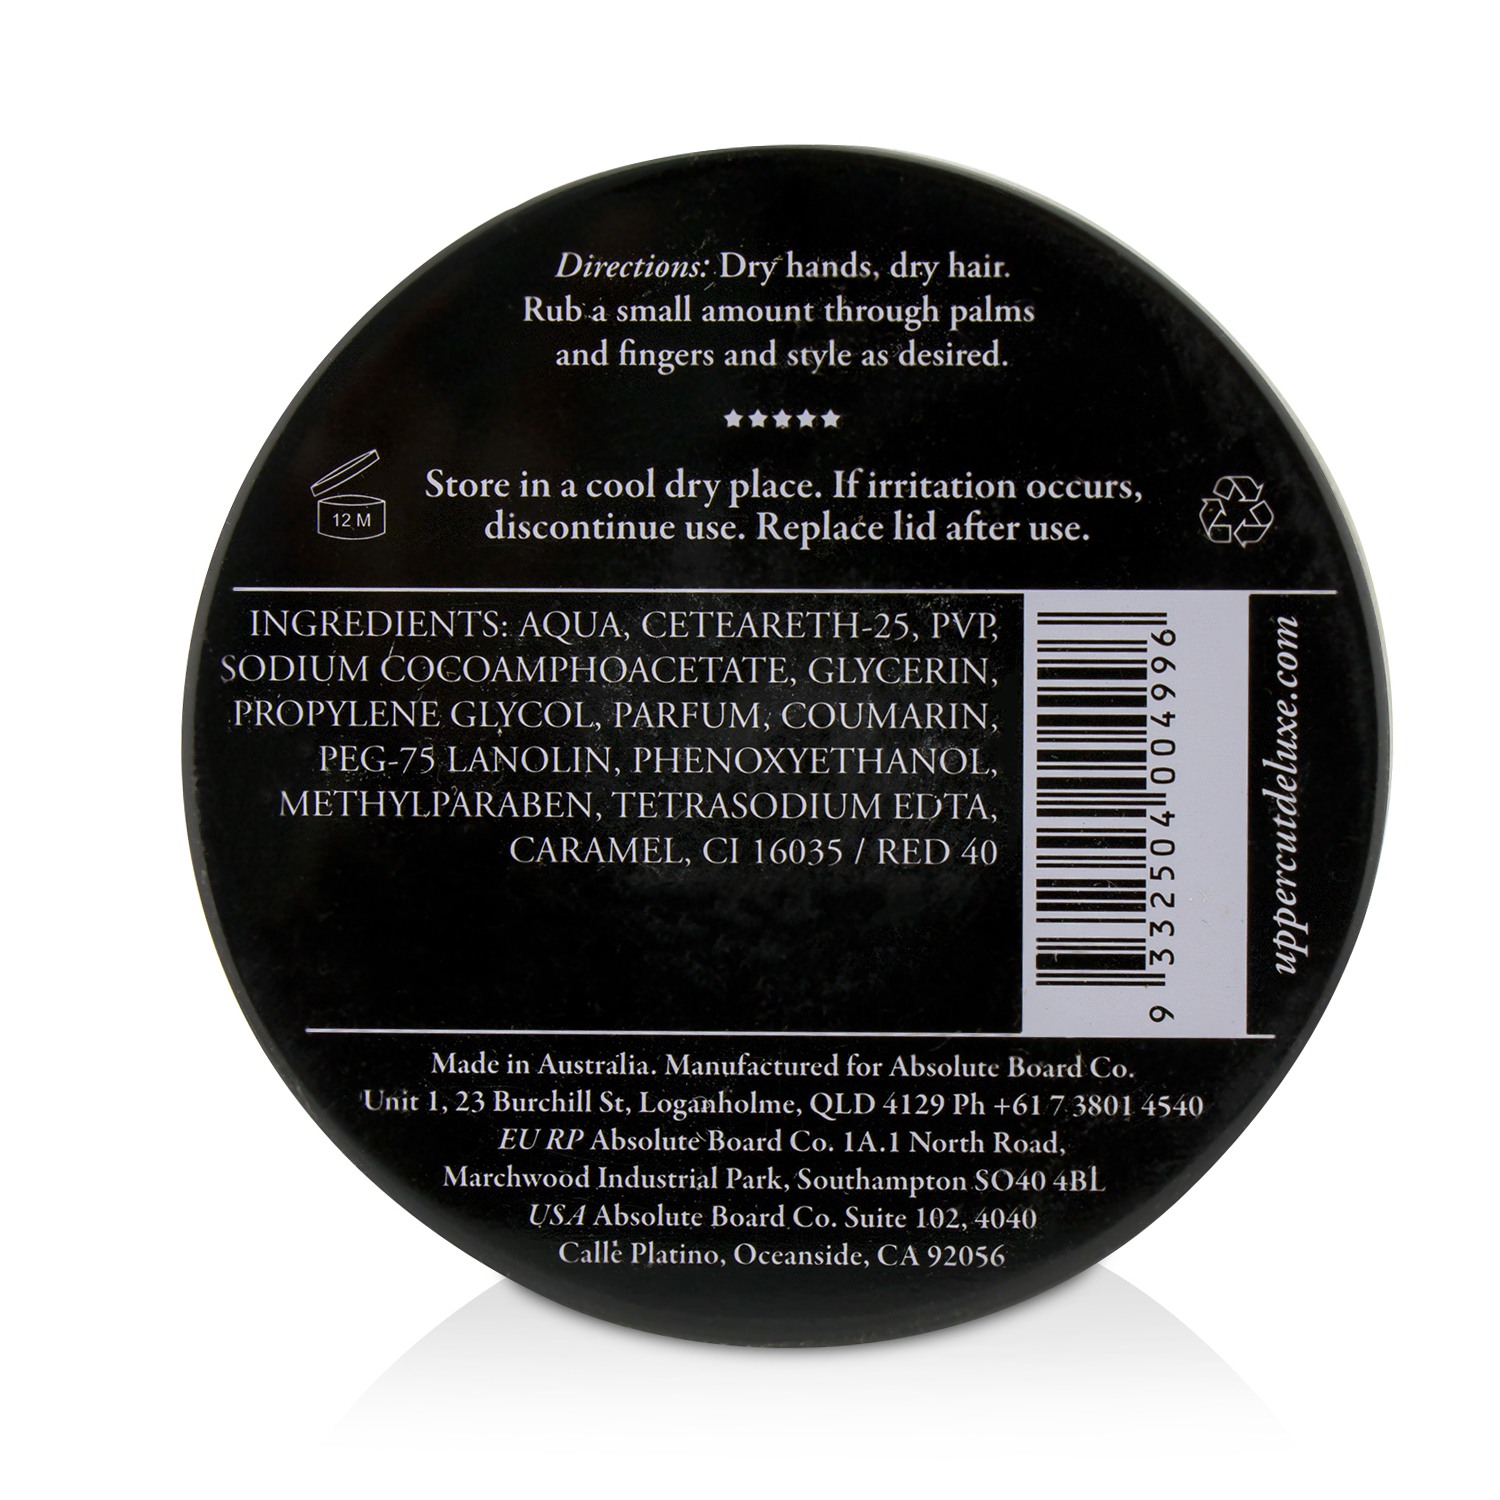 Directions: Dry hands, dry hair.
Rub a small amount through palms
and fingers and style as desired.
12 M
Store in a cool dry place. If irritation occurs,
discontinue use. Replace lid after use.
INGREDIENTS: AQUA, CETEARETH-25, PVP,
SODIUM COCOAMPHOACETATE, GLYCERIN,
PROPYLENE GLYCOL, PARFUM, COUMARIN,
PEG-75 LANOLIN, PHENOXYETHANOL,
METHYLPARABEN, TETRASODIUM EDTA,
CARAMEL, CI 16035 / RED 40
9 332504 004996
uppercutdeluxe.com
Made in Australia. Manufactured for Absolute Board Co.
Unit 1, 23 Burchill St, Loganholme, QLD 4129 Ph +61 7 3801 4540
EU RP Absolute Board Co. 1A.1 North Road,
Marchwood Industrial Park, Southampton SO40 4BL
USA Absolute Board Co. Suite 102, 4040
Calle Platino, Oceanside, CA 92056